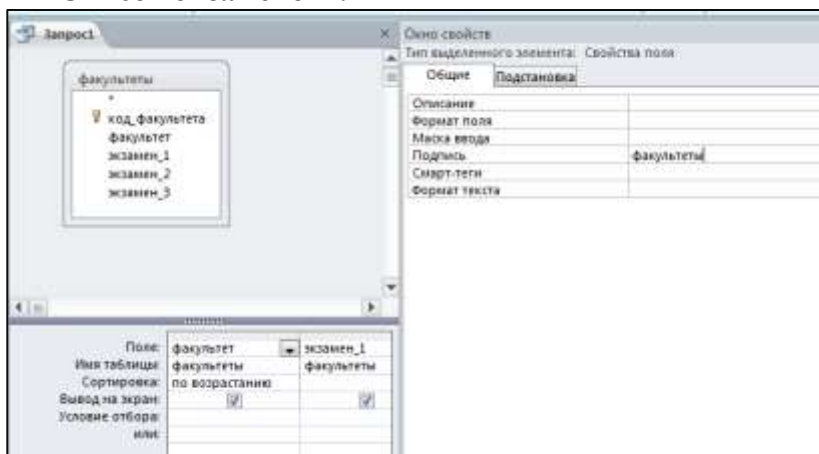 Запрос1
Окно свойств
Тип выделенного элемента: Свойства поля
Общие Подстановка
Описание
Формат поля
Маска ввода
Подпись факультеты
Смарт-теги
Формат текста
факультеты
*
код_факультета
факультет
экзамен_1
экзамен_2
экзамен_3
Поле: факультет экзамен_1
Имя таблицы: факультеты факультеты
Сортировка: по возрастанию
Вывод на экран:
Условие отбора:
или: